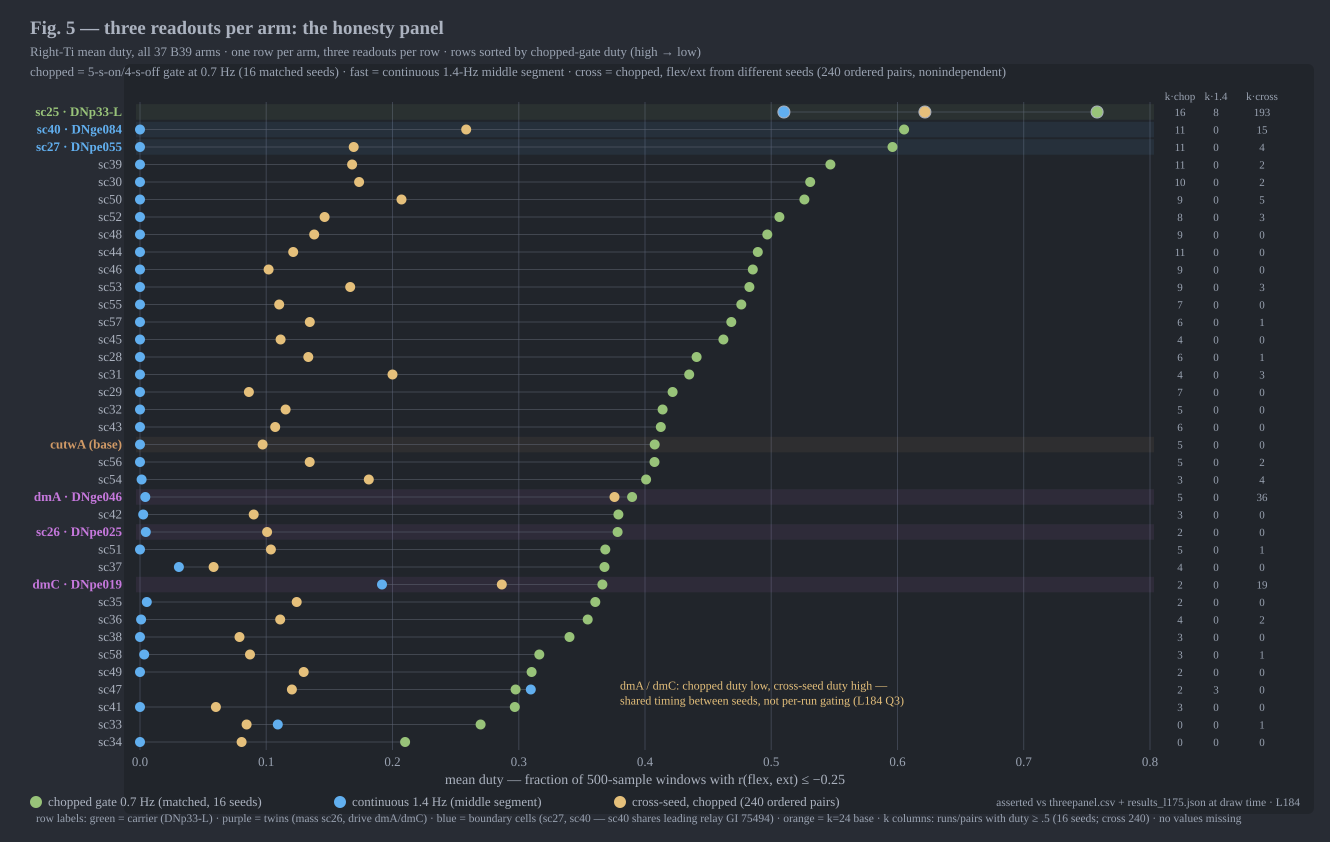 Fig. 5 — three readouts per arm: the honesty panel
Right-Ti mean duty, all 37 B39 arms · one row per arm, three readouts per row · rows sorted by chopped-gate duty (high → low)
chopped = 5-s-on/4-s-off gate at 0.7 Hz (16 matched seeds) · fast = continuous 1.4-Hz middle segment · cross = chopped, flex/ext from different seeds (240 ordered pairs, nonindependent)
k·chop k·1.4 k·cross
sc25 · DNp33-L 16 8 193
sc40 · DNge084 11 0 15
sc27 · DNpe055 11 0 4
sc39 11 0 2
sc30 10 0 2
sc50 9 0 5
sc52 8 0 3
sc48 9 0 0
sc44 11 0 0
sc46 9 0 0
sc53 9 0 3
sc55 7 0 0
sc57 6 0 1
sc45 4 0 0
sc28 6 0 1
sc31 4 0 3
sc29 7 0 0
sc32 5 0 0
sc43 6 0 0
cutwA (base) 5 0 0
sc56 5 0 2
sc54 3 0 4
dmA · DNge046 5 0 36
sc42 3 0 0
sc26 · DNpe025 2 0 0
sc51 5 0 1
sc37 4 0 0
dmC · DNpe019 2 0 19
sc35 2 0 0
sc36 4 0 2
sc38 3 0 0
sc58 3 0 1
sc49 2 0 0
dmA / dmC: chopped duty low, cross-seed duty high —
sc47 2 3 0
shared timing between seeds, not per-run gating (L184 Q3)
sc41 3 0 0
sc33 0 0 1
sc34 0 0 0
0.0 0.1 0.2 0.3 0.4 0.5 0.6 0.7 0.8
mean duty — fraction of 500-sample windows with r(flex, ext) ≤ −0.25
chopped gate 0.7 Hz (matched, 16 seeds) continuous 1.4 Hz (middle segment) cross-seed, chopped (240 ordered pairs) asserted vs threepanel.csv + results_l175.json at draw time · L184
row labels: green = carrier (DNp33-L) · purple = twins (mass sc26, drive dmA/dmC) · blue = boundary cells (sc27, sc40 — sc40 shares leading relay GI 75494) · orange = k=24 base · k columns: runs/pairs with duty ≥ .5 (16 seeds; cross 240) · no values missing